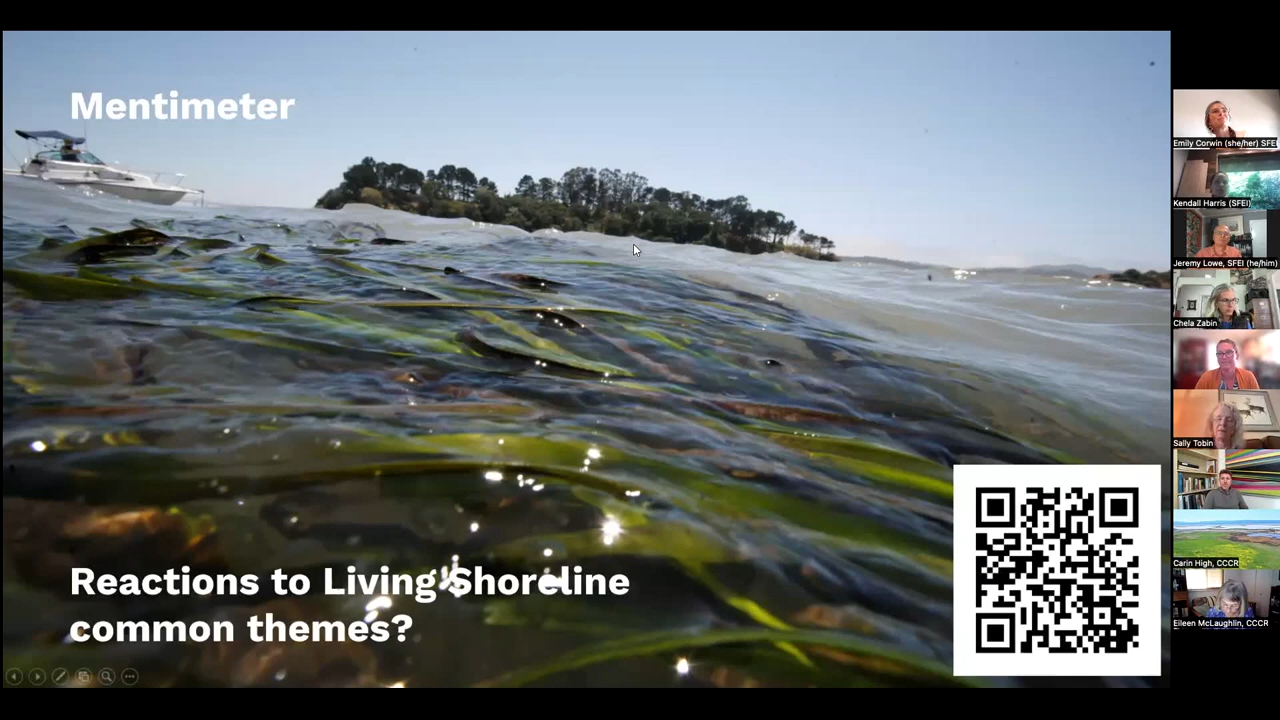 Mentimeter
Reactions to Living Shoreline
common themes?
Emily Corwin (she/her) SFE
Kendall Harris (SFEI)
Jeremy Lowe, SFEI (he/him)
Chela Zabin
Sally Tobin
Carin High, CCCR
Eileen McLaughlin, CCCR